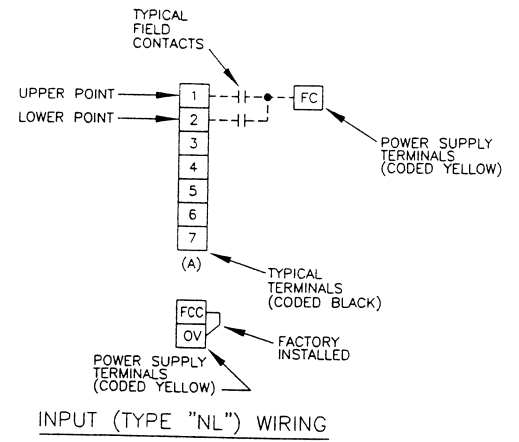 TYPICAL
FIELD
CONTACTS
UPPER POINT
1
FC
LOWER POINT
2
3
4
5
6
7
(A)
POWER SUPPLY
TERMINALS
(CODED YELLOW)
TYPICAL
TERMINALS
(CODED BLACK)
FCC
OV
FACTORY
INSTALLED
POWER SUPPLY
TERMINALS
(CODED YELLOW)
INPUT (TYPE "NL") WIRING